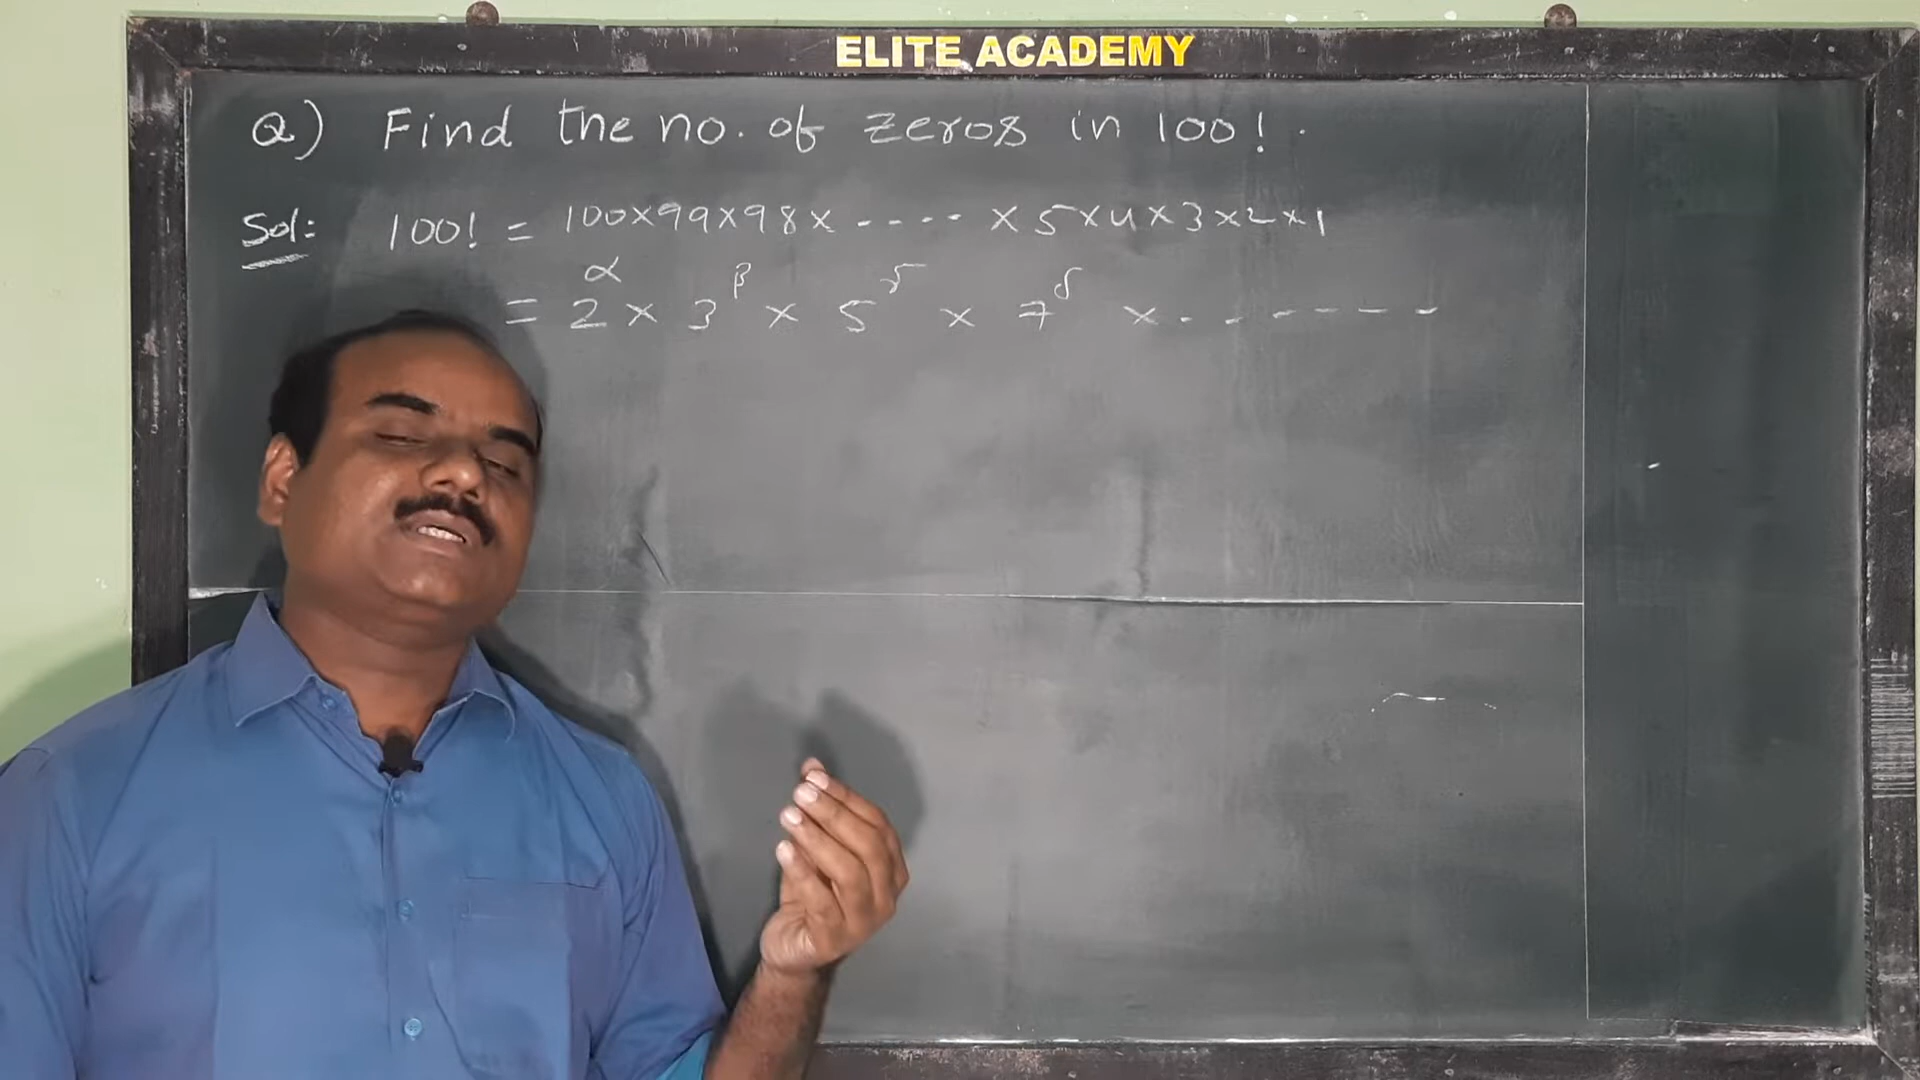 ELITE ACADEMY
Q) Find the no. of zeros in 100! .
Sol: 100! = 100×99×98× ----- × 5×4×3×2×1
= 2^α × 3^β × 5^γ × 7^δ × - - - - - - -